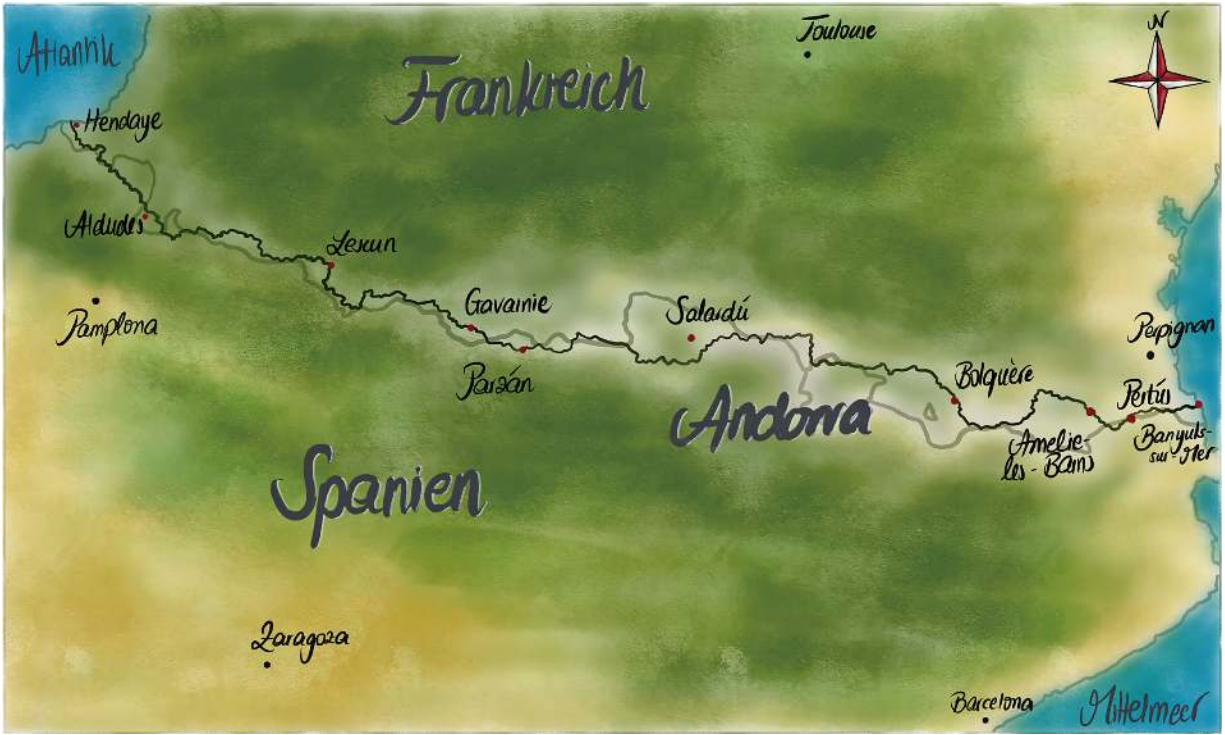 Atlantik
Toulouse
N
Frankreich
Hendaye
Aldudes
Lescun
Pamplona
Gavarnie
Salardú
Perpignan
Parzán
Bolquère
Pertús
Andorra
Amelie-
les-Bains
Banyuls-
sur-Mer
Spanien
Zaragoza
Barcelona
Mittelmeer